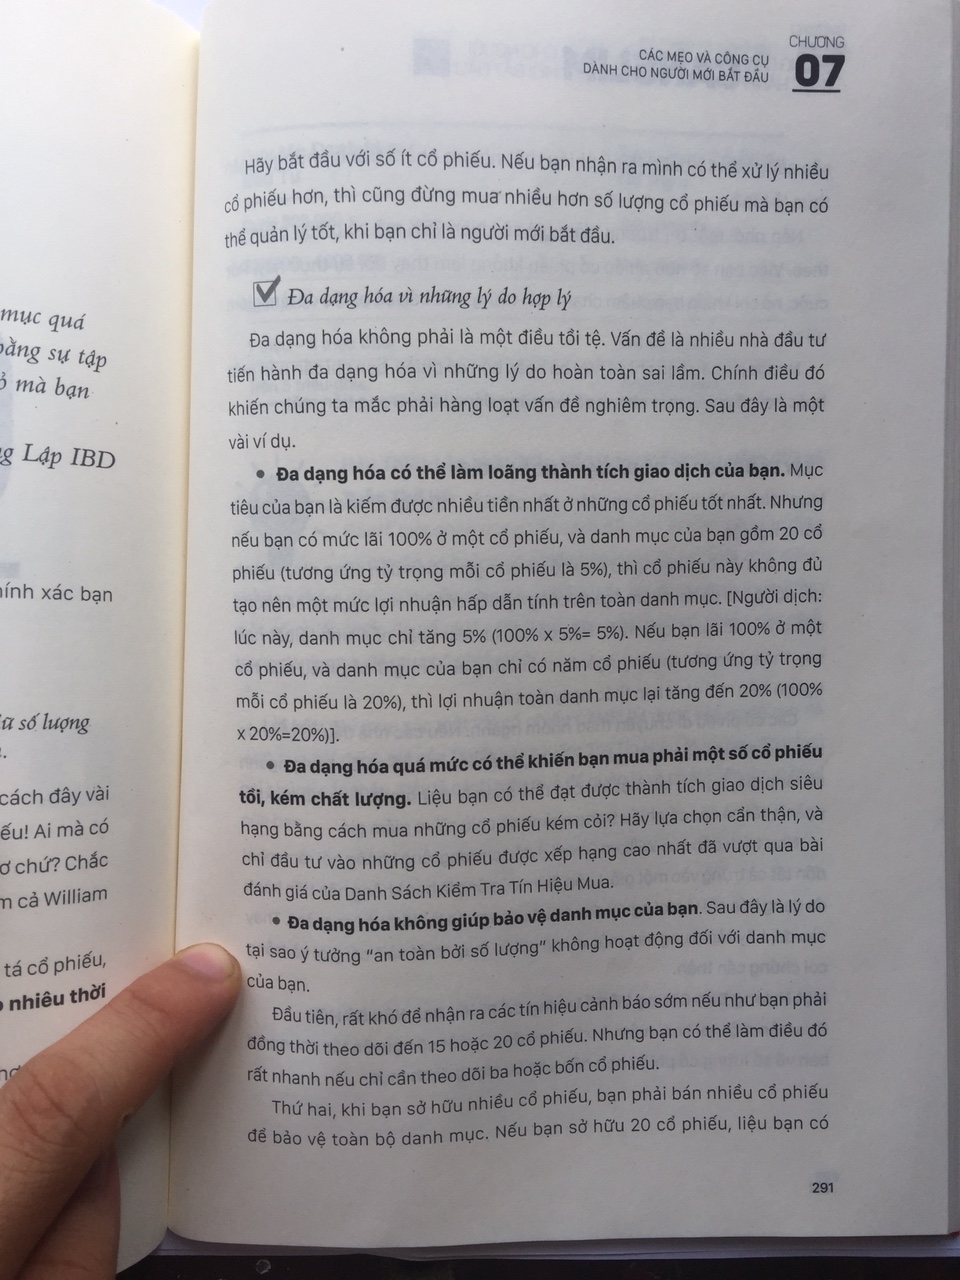 mục quá
bằng sự tập
mà bạn
Lập IBD
chính xác bạn
số lượng
cách đây vài
Ai mà có
chứ? Chắc
cả William
tá cổ phiếu,
nhiêu thời
CHƯƠNG
07
CÁC MẸO VÀ CÔNG CỤ
DÀNH CHO NGƯỜI MỚI BẮT ĐẦU
Hãy bắt đầu với số ít cổ phiếu. Nếu bạn nhận ra mình có thể xử lý nhiều
cổ phiếu hơn, thì cũng đừng mua nhiều hơn số lượng cổ phiếu mà bạn có
thể quản lý tốt, khi bạn chỉ là người mới bắt đầu.
Đa dạng hóa vì những lý do hợp lý
Đa dạng hóa không phải là một điều tồi tệ. Vấn đề là nhiều nhà đầu tư
tiến hành đa dạng hóa vì những lý do hoàn toàn sai lầm. Chính điều đó
khiến chúng ta mắc phải hàng loạt vấn đề nghiêm trọng. Sau đây là một
vài ví dụ.
• Đa dạng hóa có thể làm loãng thành tích giao dịch của bạn. Mục
tiêu của bạn là kiếm được nhiều tiền nhất ở những cổ phiếu tốt nhất. Nhưng
nếu bạn có mức lãi 100% ở một cổ phiếu, và danh mục của bạn gồm 20 cổ
phiếu (tương ứng tỷ trọng mỗi cổ phiếu là 5%), thì cổ phiếu này không đủ
tạo nên một mức lợi nhuận hấp dẫn tính trên toàn danh mục. [Người dịch:
lúc này, danh mục chỉ tăng 5% (100% x 5%= 5%). Nếu bạn lãi 100% ở một
cổ phiếu, và danh mục của bạn chỉ có năm cổ phiếu (tương ứng tỷ trọng
mỗi cổ phiếu là 20%), thì lợi nhuận toàn danh mục lại tăng đến 20% (100%
x 20%=20%)].
• Đa dạng hóa quá mức có thể khiến bạn mua phải một số cổ phiếu
tồi, kém chất lượng. Liệu bạn có thể đạt được thành tích giao dịch siêu
hạng bằng cách mua những cổ phiếu kém cỏi? Hãy lựa chọn cẩn thận, và
chỉ đầu tư vào những cổ phiếu được xếp hạng cao nhất đã vượt qua bài
đánh giá của Danh Sách Kiểm Tra Tín Hiệu Mua.
• Đa dạng hóa không giúp bảo vệ danh mục của bạn. Sau đây là lý do
tại sao ý tưởng "an toàn bởi số lượng" không hoạt động đối với danh mục
của bạn.
Đầu tiên, rất khó để nhận ra các tín hiệu cảnh báo sớm nếu như bạn phải
đồng thời theo dõi đến 15 hoặc 20 cổ phiếu. Nhưng bạn có thể làm điều đó
rất nhanh nếu chỉ cần theo dõi ba hoặc bốn cổ phiếu.
Thứ hai, khi bạn sở hữu nhiều cổ phiếu, bạn phải bán nhiều cổ phiếu
để bảo vệ toàn bộ danh mục. Nếu bạn sở hữu 20 cổ phiếu, liệu bạn có
291